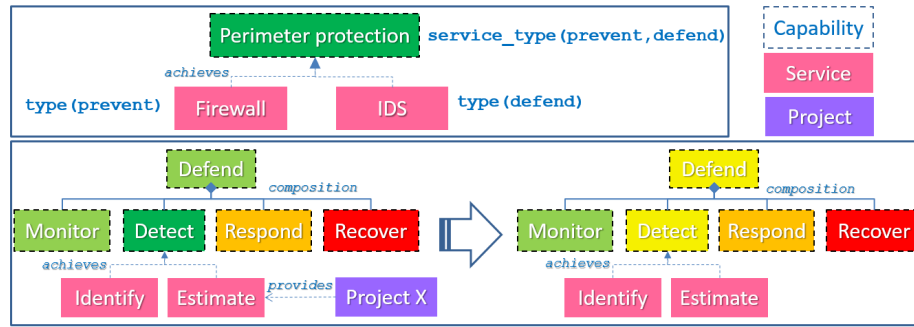 Perimeter protection
service_type(prevent,defend)
Capability
achieves
Service
type(prevent)
Firewall
IDS
type(defend)
Project
Defend
composition
Monitor
Detect
Respond
Recover
achieves
Identify
Estimate
provides
Project X
Defend
composition
Monitor
Detect
Respond
Recover
achieves
Identify
Estimate